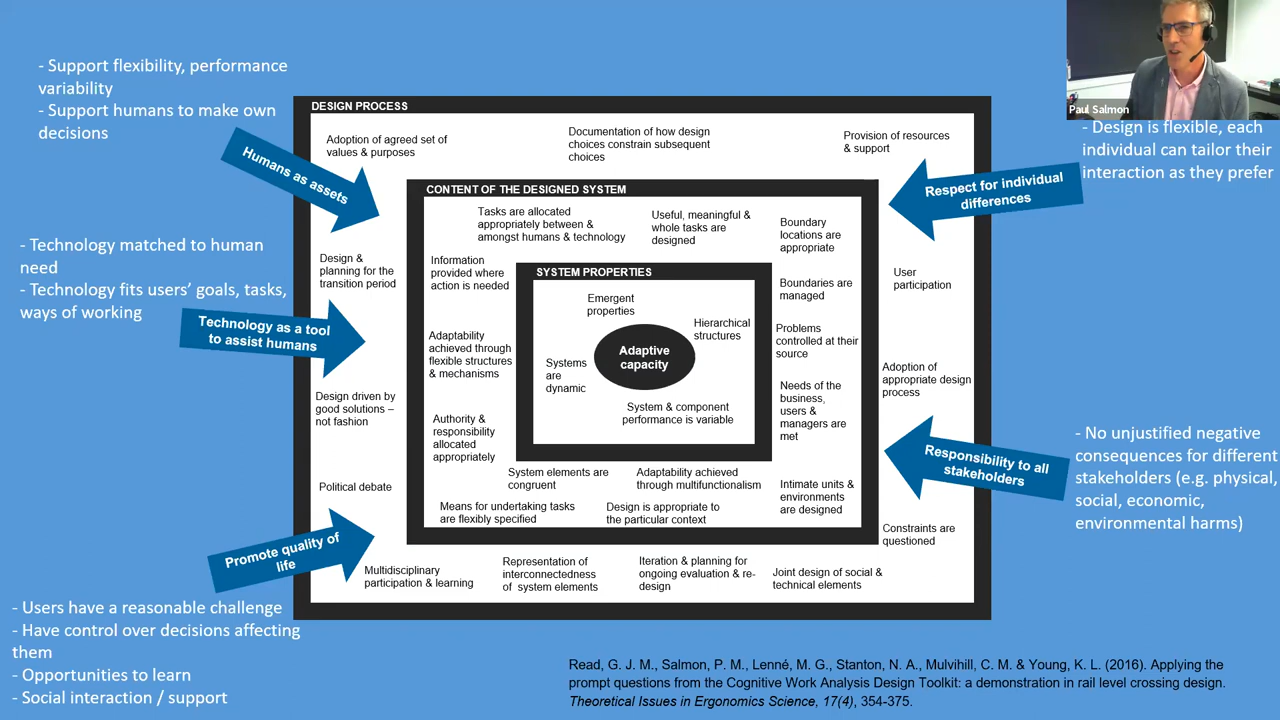 - Support flexibility, performance
variability
- Support humans to make own
decisions
Humans as assets
- Technology matched to human
need
- Technology fits users' goals, tasks,
ways of working
Technology as a tool
to assist humans
Promote quality of
life
- Users have a reasonable challenge
- Have control over decisions affecting
them
- Opportunities to learn
- Social interaction / support
DESIGN PROCESS
Adoption of agreed set of
values & purposes
Documentation of how design
choices constrain subsequent
choices
Provision of resources
& support
Design &
planning for the
transition period
Design driven by
good solutions –
not fashion
Political debate
Multidisciplinary
participation & learning
Representation of
interconnectedness
of system elements
Iteration & planning for
ongoing evaluation & re-
design
Joint design of social &
technical elements
User
participation
Adoption of
appropriate design
process
Constraints are
questioned
CONTENT OF THE DESIGNED SYSTEM
Tasks are allocated
appropriately between &
amongst humans & technology
Useful, meaningful &
whole tasks are
designed
Boundary
locations are
appropriate
Information
provided where
action is needed
Boundaries are
managed
Adaptability
achieved through
flexible structures
& mechanisms
Problems
controlled at their
source
Authority &
responsibility
allocated
appropriately
Needs of the
business,
users &
managers are
met
System elements are
congruent
Adaptability achieved
through multifunctionalism
Intimate units &
environments
are designed
Means for undertaking tasks
are flexibly specified
Design is appropriate to
the particular context
SYSTEM PROPERTIES
Emergent
properties
Hierarchical
structures
Adaptive
capacity
Systems
are
dynamic
System & component
performance is variable
Paul Salmon
- Design is flexible, each
individual can tailor their
interaction as they prefer
Respect for individual
differences
Responsibility to all
stakeholders
- No unjustified negative
consequences for different
stakeholders (e.g. physical,
social, economic,
environmental harms)
Read, G. J. M., Salmon, P. M., Lenné, M. G., Stanton, N. A., Mulvihill, C. M. & Young, K. L. (2016). Applying the
prompt questions from the Cognitive Work Analysis Design Toolkit: a demonstration in rail level crossing design.
Theoretical Issues in Ergonomics Science, 17(4), 354-375.